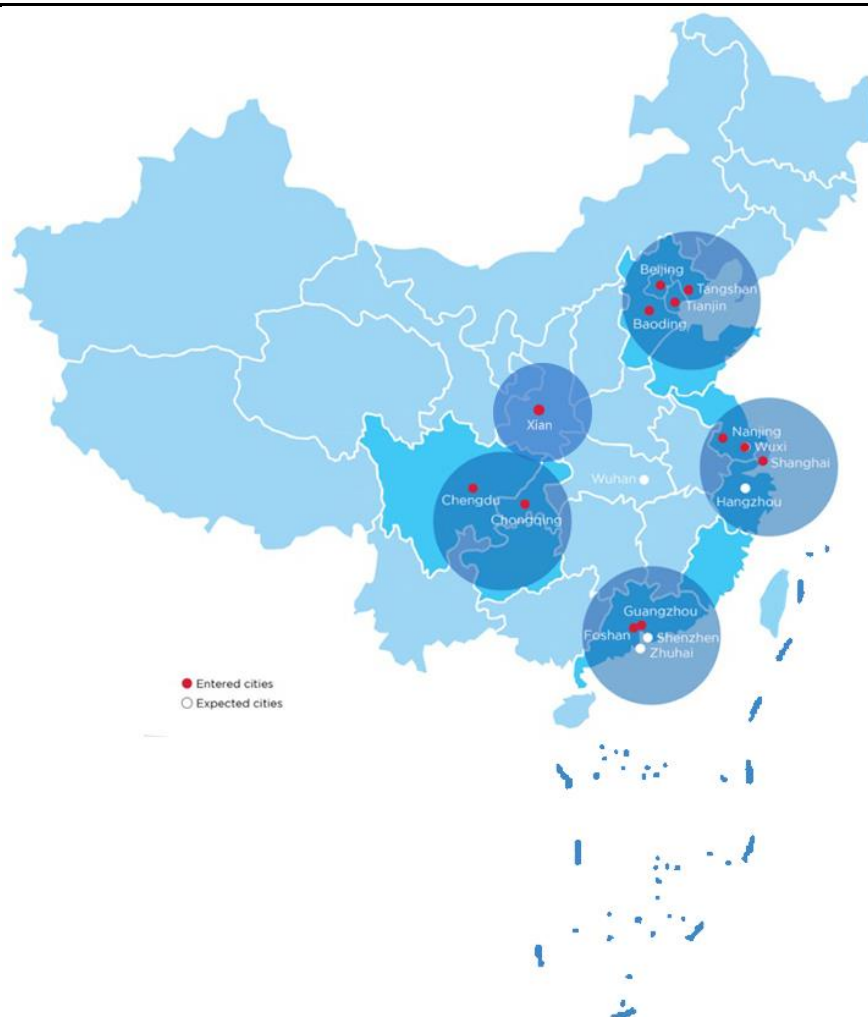 Beijing
Tangshan
Tianjin
Baoding
Xian
Nanjing
Wuxi
Shanghai
Wuhan
Hangzhou
Chengdu
Chongqing
Guangzhou
Foshan
Shenzhen
Zhuhai
Entered cities
Expected cities